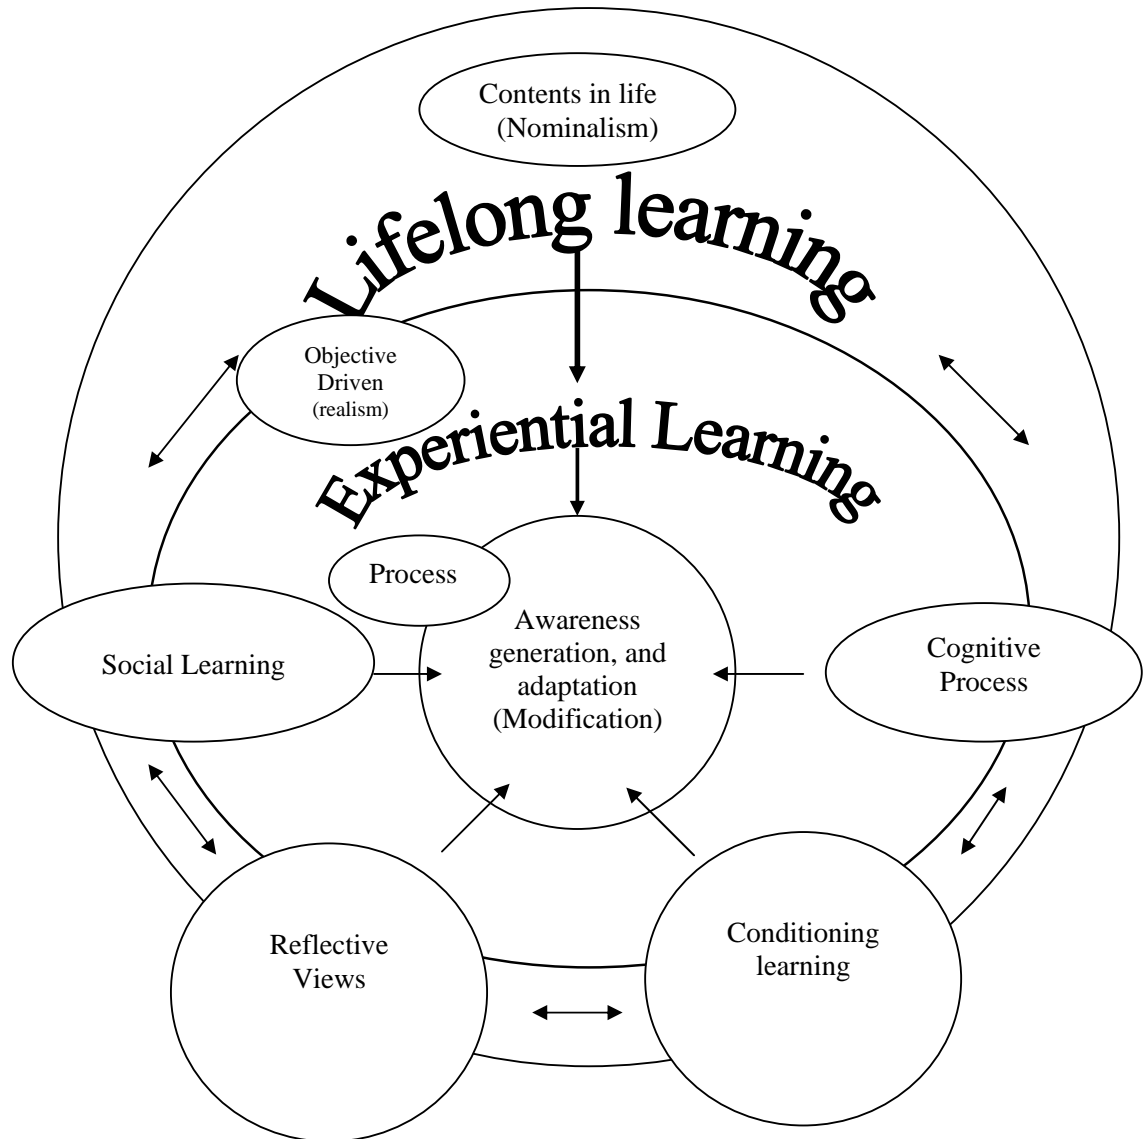 Contents in life
(Nominalism)
Lifelong learning
Objective
Driven
(realism)
Experiential Learning
Process
Awareness
generation, and
adaptation
(Modification)
Social Learning
Cognitive
Process
Reflective
Views
Conditioning
learning